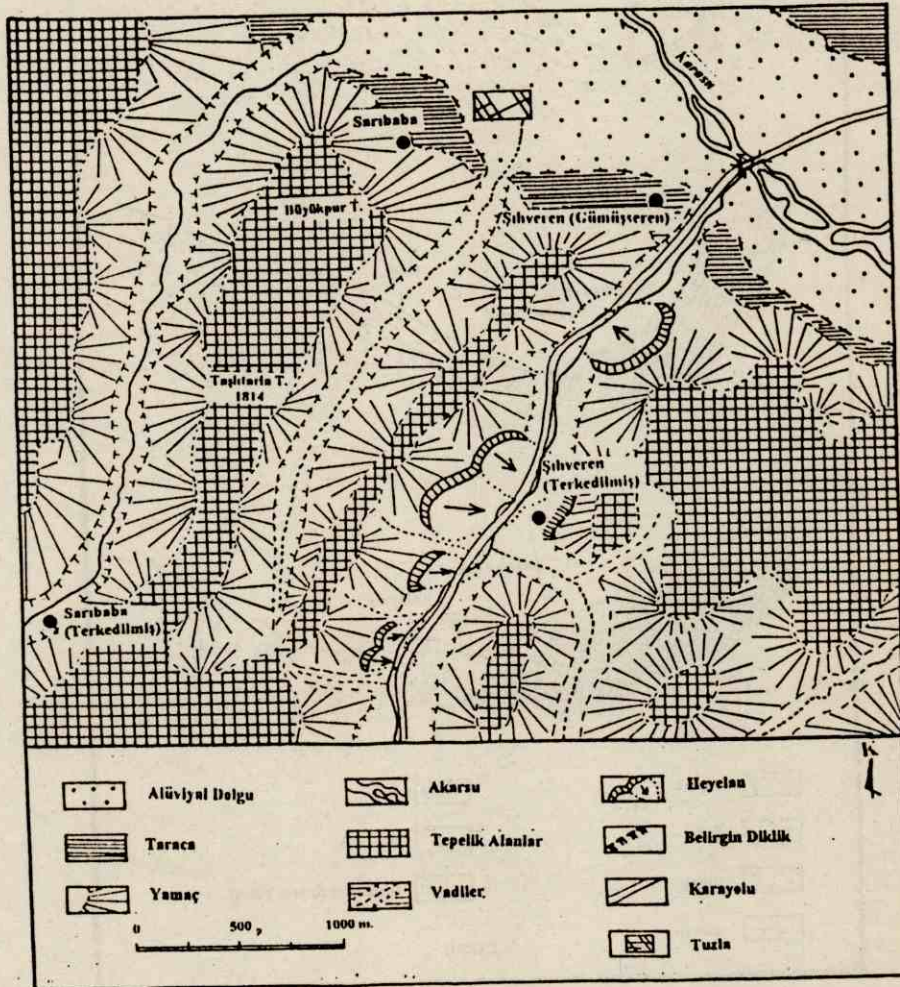 Karasu
Sarıbaba
Büyükpur T.
Şıhveren (Gümüşseren)
Taşlıtarla T.
1814
Şıhveren
(Terkedilmiş)
Sarıbaba
(Terkedilmiş)
K
Alüviyal Dolgu
Akarsu
Heyelan
Taraca
Tepelik Alanlar
Belirgin Diklik
Yamaç
Vadiler
Karayolu
0 500 1000 m.
Tuzla